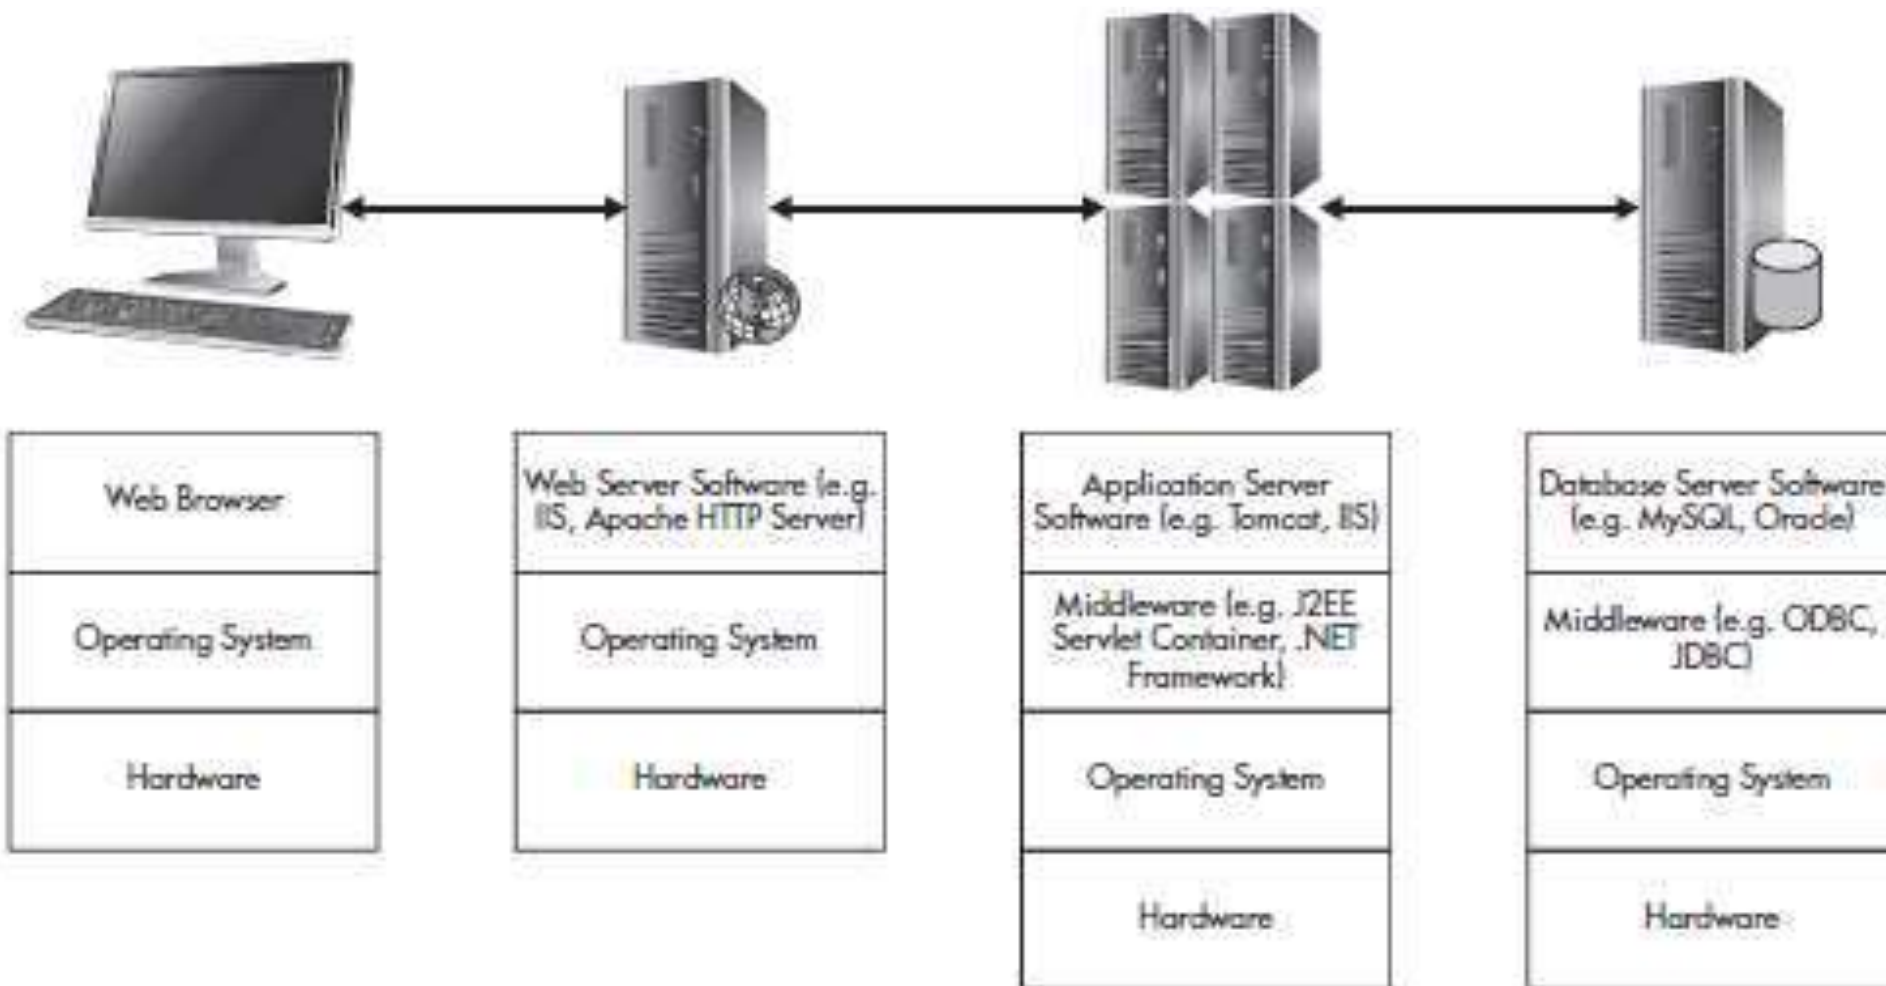 Web Browser
Operating System
Hardware
Web Server Software (e.g.
IIS, Apache HTTP Server)
Operating System
Hardware
Application Server
Software (e.g. Tomcat, IIS)
Middleware (e.g. J2EE
Servlet Container, .NET
Framework)
Operating System
Hardware
Database Server Software
(e.g. MySQL, Oracle)
Middleware (e.g. ODBC,
JDBC)
Operating System
Hardware